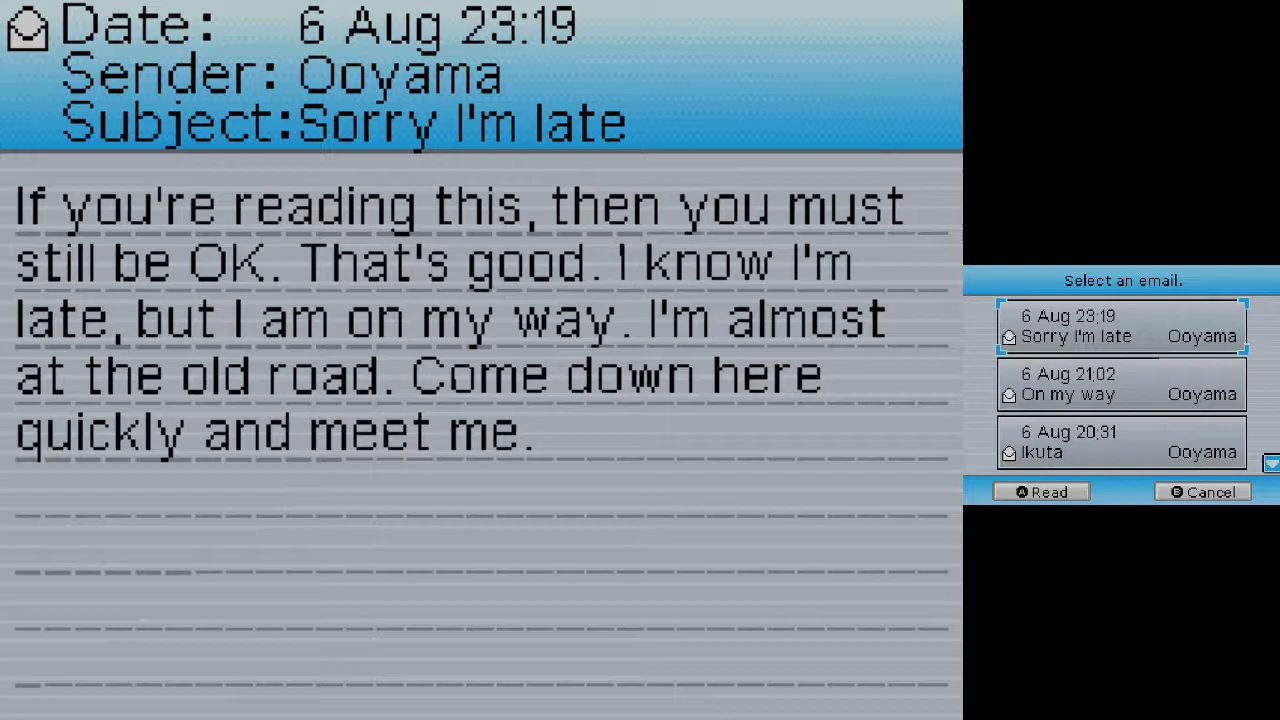 Date: 6 Aug 23:19
Sender: Ooyama
Subject: Sorry I'm late
If you're reading this, then you must
still be OK. That's good. I know I'm
late, but I am on my way. I'm almost
at the old road. Come down here
quickly and meet me.
Select an email.
6 Aug 23:19
Sorry I'm late Ooyama
6 Aug 21:02
On my way Ooyama
6 Aug 20:31
Ikuta Ooyama
A Read B Cancel